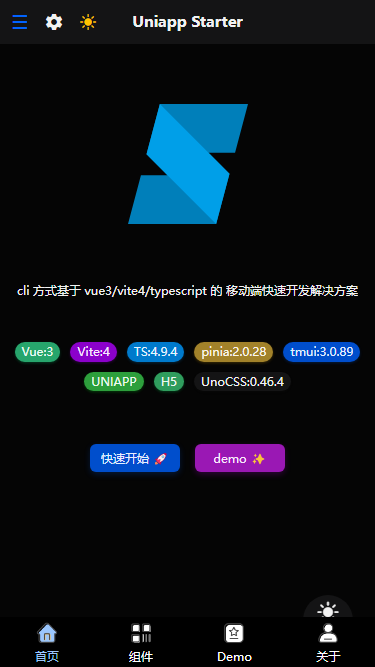 Uniapp Starter
cli 方式基于 vue3/vite4/typescript 的 移动端快速开发解决方案
Vue:3 Vite:4 TS:4.9.4 pinia:2.0.28 tmui:3.0.89
UNIAPP H5 UnoCSS:0.46.4
快速开始 🚀 demo ✨
首页 组件 Demo 关于